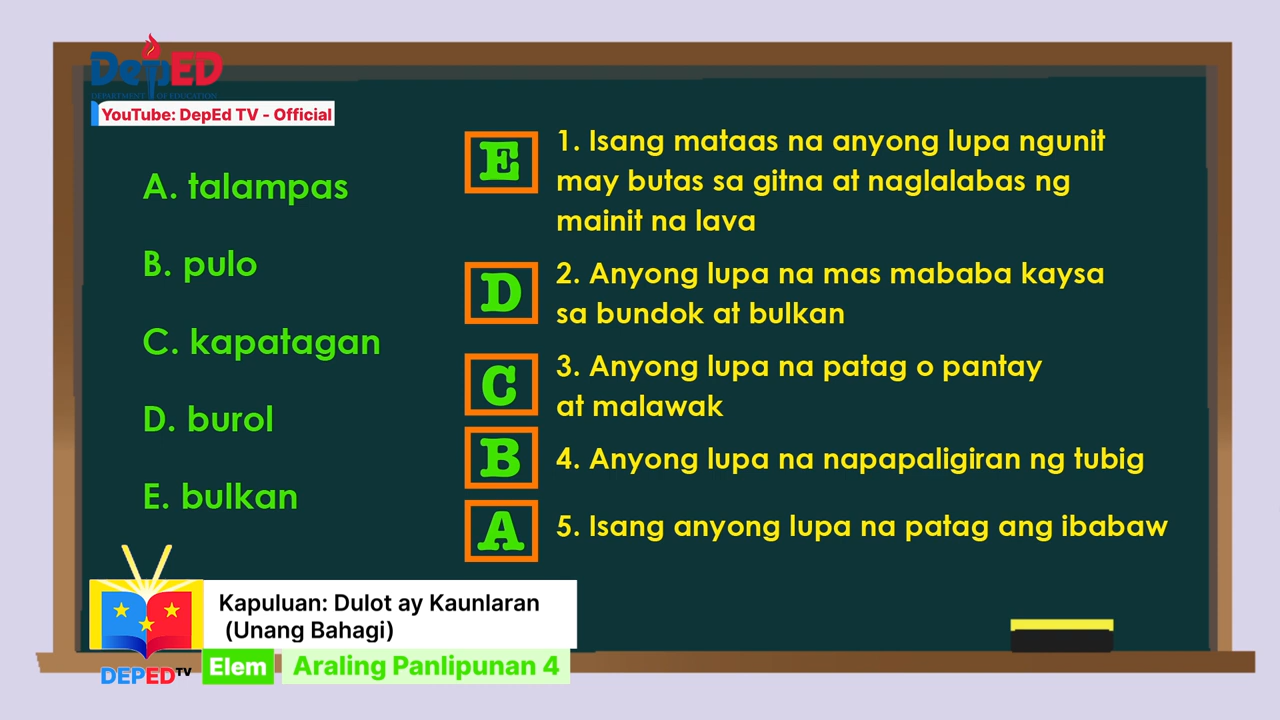 DepED
DEPARTMENT OF EDUCATION
YouTube: DepEd TV - Official
A. talampas
B. pulo
C. kapatagan
D. burol
E. bulkan
E
1. Isang mataas na anyong lupa ngunit
may butas sa gitna at naglalabas ng
mainit na lava
D
2. Anyong lupa na mas mababa kaysa
sa bundok at bulkan
C
3. Anyong lupa na patag o pantay
at malawak
B
4. Anyong lupa na napapaligiran ng tubig
A
5. Isang anyong lupa na patag ang ibabaw
Kapuluan: Dulot ay Kaunlaran
(Unang Bahagi)
DEPED TV
Elem
Araling Panlipunan 4